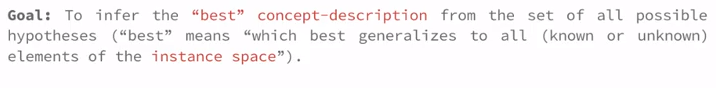 Goal: To infer the “best” concept-description from the set of all possible
hypotheses (“best” means “which best generalizes to all (known or unknown)
elements of the instance space”).